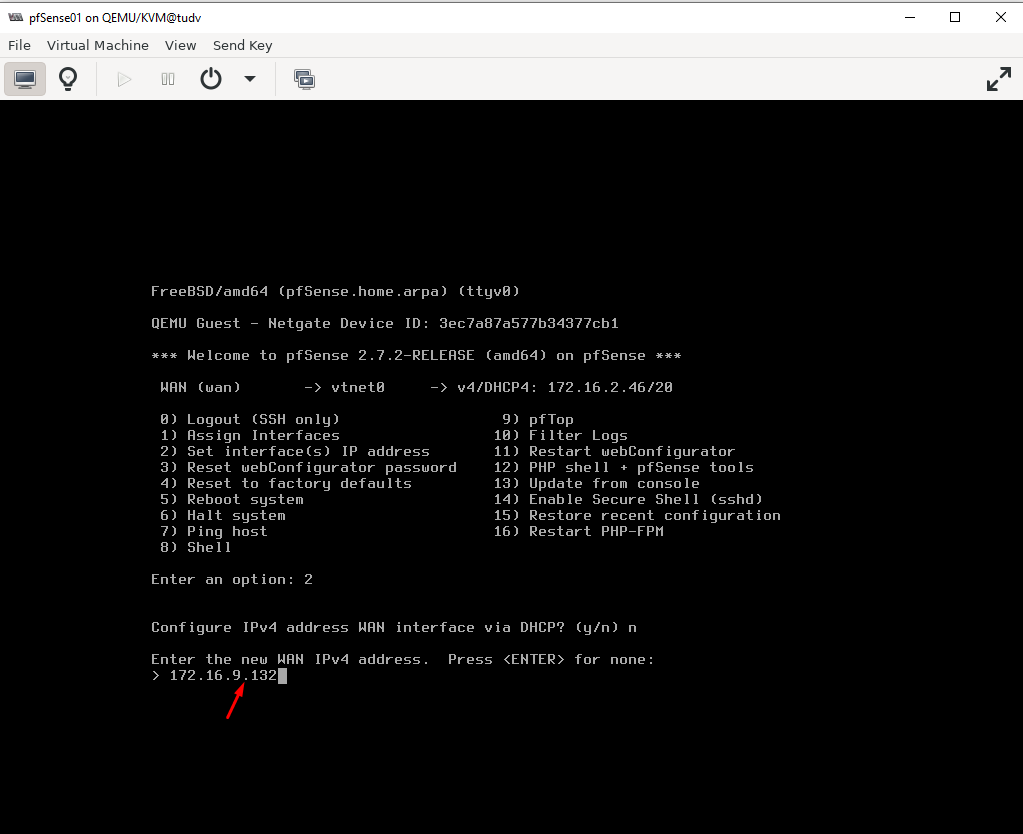 pfSense01 on QEMU/KVM@tudv
File Virtual Machine View Send Key
FreeBSD/amd64 (pfSense.home.arpa) (ttyv0)
QEMU Guest - Netgate Device ID: 3ec7a87a577b34377cb1
*** Welcome to pfSense 2.7.2-RELEASE (amd64) on pfSense ***
WAN (wan) -> vtnet0 -> v4/DHCP4: 172.16.2.46/20
0) Logout (SSH only) 9) pfTop
1) Assign Interfaces 10) Filter Logs
2) Set interface(s) IP address 11) Restart webConfigurator
3) Reset webConfigurator password 12) PHP shell + pfSense tools
4) Reset to factory defaults 13) Update from console
5) Reboot system 14) Enable Secure Shell (sshd)
6) Halt system 15) Restore recent configuration
7) Ping host 16) Restart PHP-FPM
8) Shell
Enter an option: 2
Configure IPv4 address WAN interface via DHCP? (y/n) n
Enter the new WAN IPv4 address. Press <ENTER> for none:
> 172.16.9.132